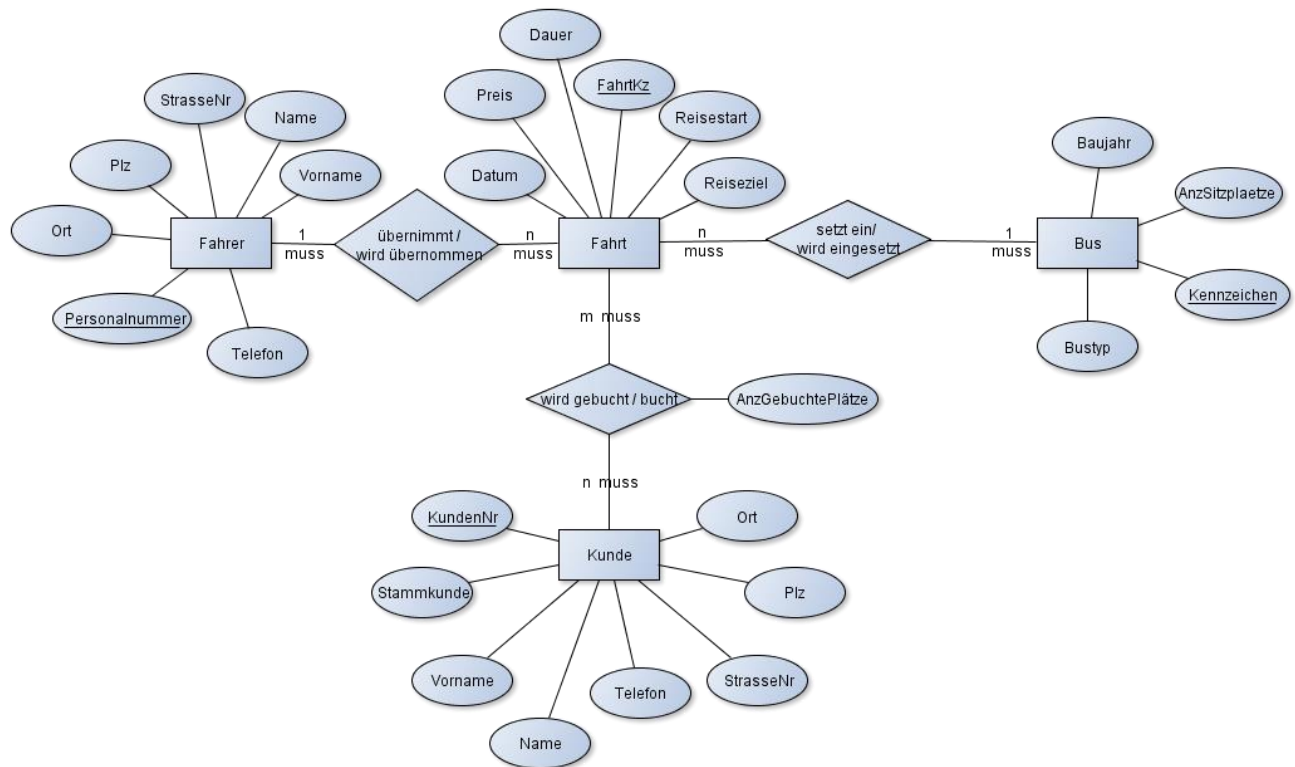 Dauer
FahrtKz
StrasseNr
Preis
Name
Reisestart
Baujahr
Plz
Vorname
Datum
Reiseziel
AnzSitzplaetze
Ort
Fahrer
1
muss
übernimmt /
wird übernommen
n
muss
Fahrt
n
muss
setzt ein/
wird eingesetzt
1
muss
Bus
Kennzeichen
Personalnummer
Telefon
m muss
Bustyp
wird gebucht / bucht
AnzGebuchtePlätze
n muss
KundenNr
Ort
Kunde
Stammkunde
Plz
Vorname
Telefon
StrasseNr
Name